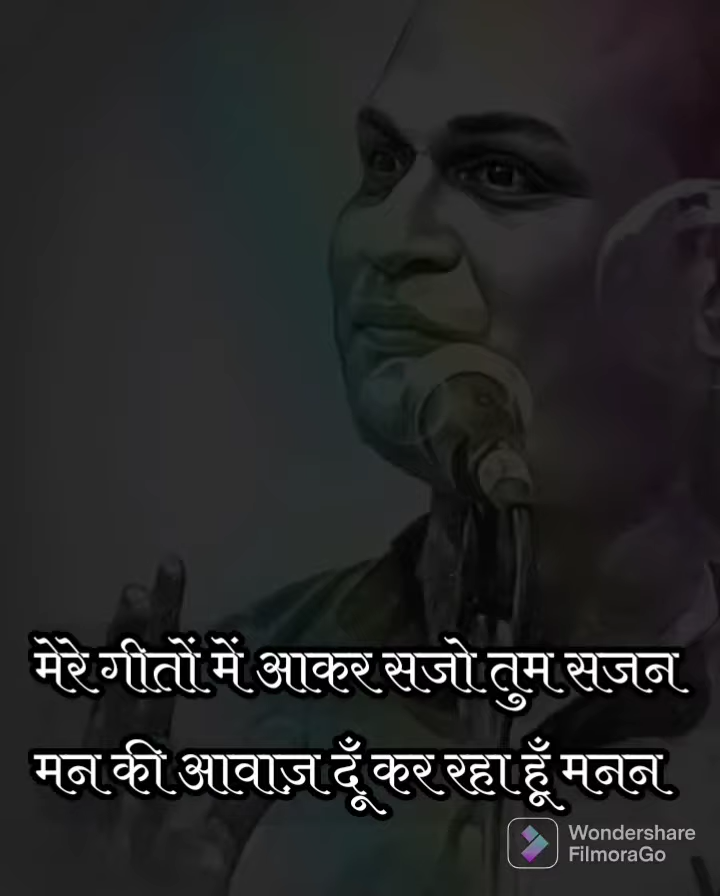 मेरे गीतों में आकर सजो तुम सजन
मन की आवाज़ दूँ कर रहा हूँ मनन
Wondershare
FilmoraGo